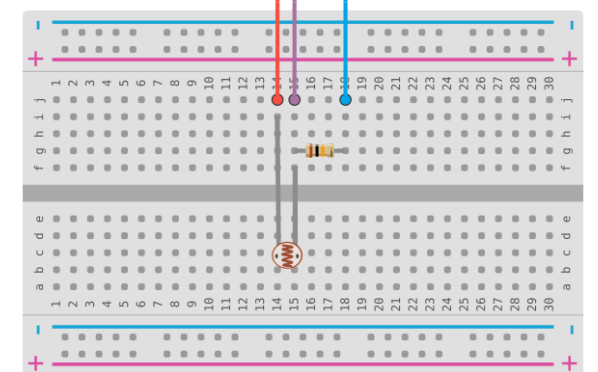 - -
+ +
1 2 3 4 5 6 7 8 9 10 11 12 13 14 15 16 17 18 19 20 21 22 23 24 25 26 27 28 29 30
j j
i i
h h
g g
f f
e e
d d
c c
b b
a a
1 2 3 4 5 6 7 8 9 10 11 12 13 14 15 16 17 18 19 20 21 22 23 24 25 26 27 28 29 30
- -
+ +